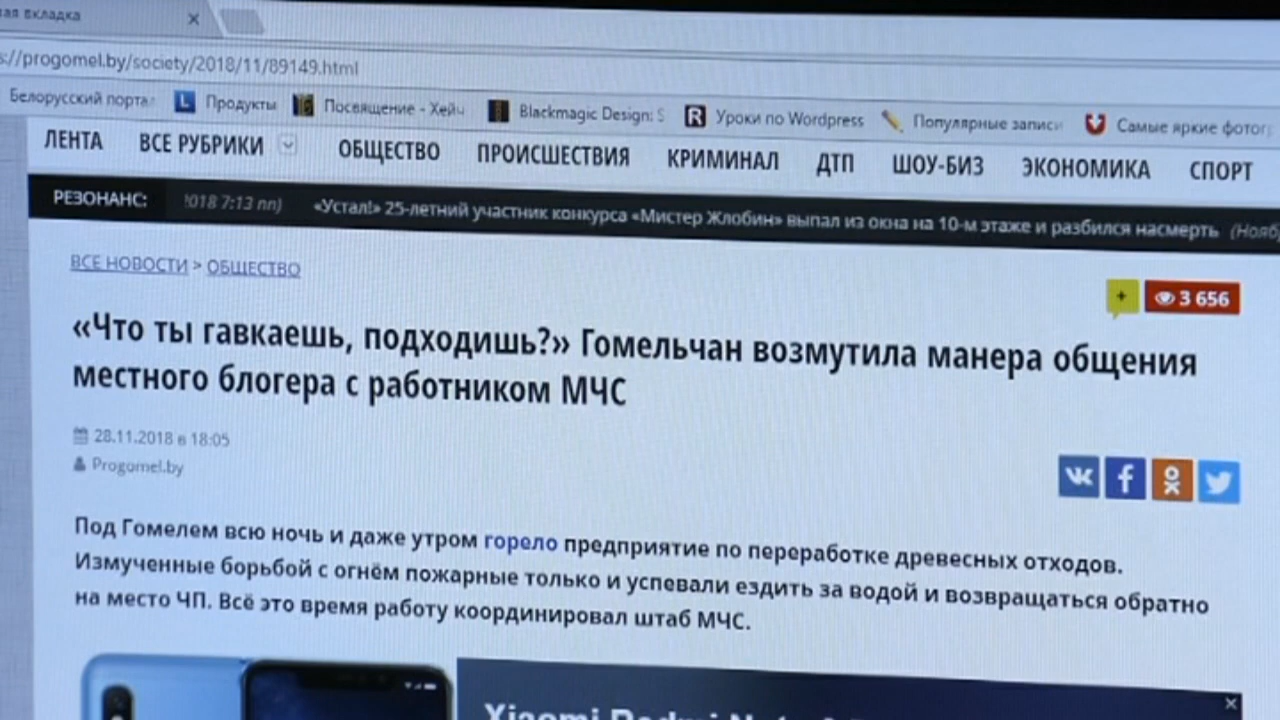 ая вкладка
s://progomel.by/society/2018/11/89149.html
Белорусский порта Продукты Посвящение - Хейч Blackmagic Design: S Уроки по Wordpress Популярные записи Самые яркие фотог
ЛЕНТА ВСЕ РУБРИКИ ОБЩЕСТВО ПРОИСШЕСТВИЯ КРИМИНАЛ ДТП ШОУ-БИЗ ЭКОНОМИКА СПОРТ
РЕЗОНАНС: 2018 7:13 пп) «Устал!» 25-летний участник конкурса «Мистер Жлобин» выпал из окна на 10-м этаже и разбился насмерть (Нояб
ВСЕ НОВОСТИ > ОБЩЕСТВО
+ 3 656
«Что ты гавкаешь, подходишь?» Гомельчан возмутила манера общения
местного блогера с работником МЧС
28.11.2018 в 18:05
Progomel.by
Под Гомелем всю ночь и даже утром горело предприятие по переработке древесных отходов.
Измученные борьбой с огнём пожарные только и успевали ездить за водой и возвращаться обратно
на место ЧП. Всё это время работу координировал штаб МЧС.
Xiaomi Redmi Note